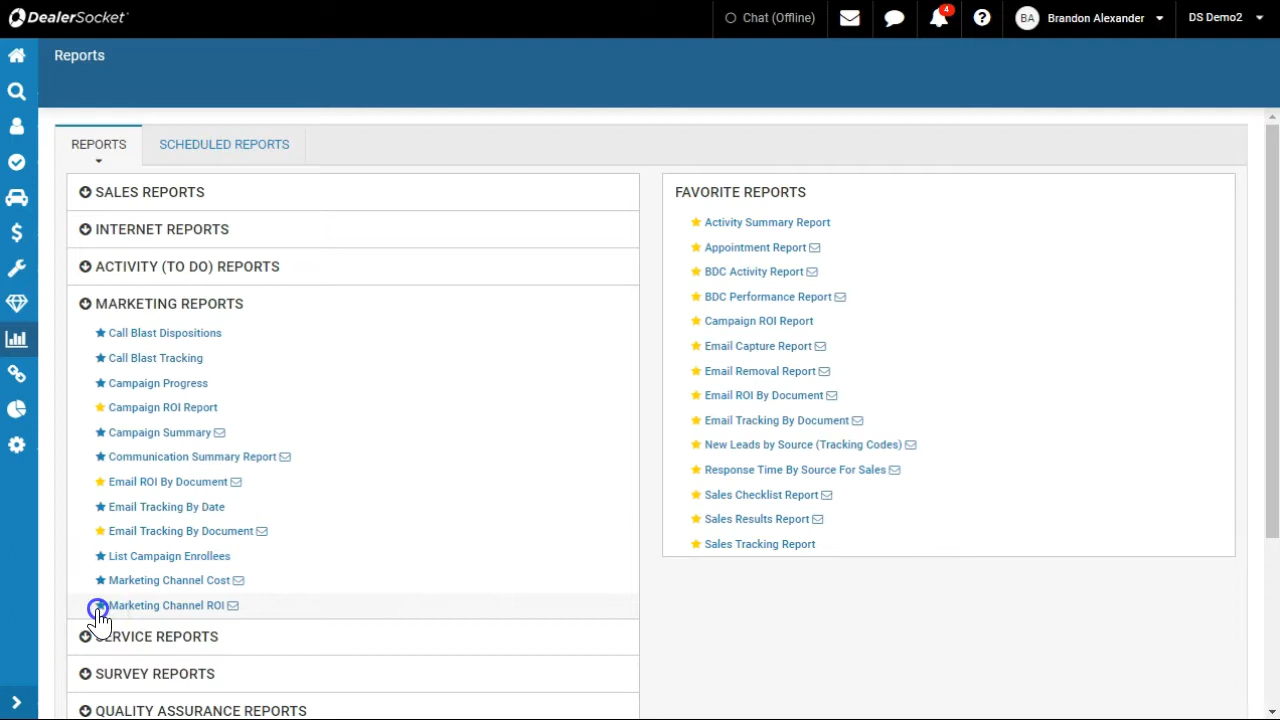 DealerSocket
Chat (Offline)
4
BA
Brandon Alexander
DS Demo2
Reports
REPORTS
SCHEDULED REPORTS
SALES REPORTS
INTERNET REPORTS
ACTIVITY (TO DO) REPORTS
MARKETING REPORTS
Call Blast Dispositions
Call Blast Tracking
Campaign Progress
Campaign ROI Report
Campaign Summary
Communication Summary Report
Email ROI By Document
Email Tracking By Date
Email Tracking By Document
List Campaign Enrollees
Marketing Channel Cost
Marketing Channel ROI
SERVICE REPORTS
SURVEY REPORTS
QUALITY ASSURANCE REPORTS
FAVORITE REPORTS
Activity Summary Report
Appointment Report
BDC Activity Report
BDC Performance Report
Campaign ROI Report
Email Capture Report
Email Removal Report
Email ROI By Document
Email Tracking By Document
New Leads by Source (Tracking Codes)
Response Time By Source For Sales
Sales Checklist Report
Sales Results Report
Sales Tracking Report